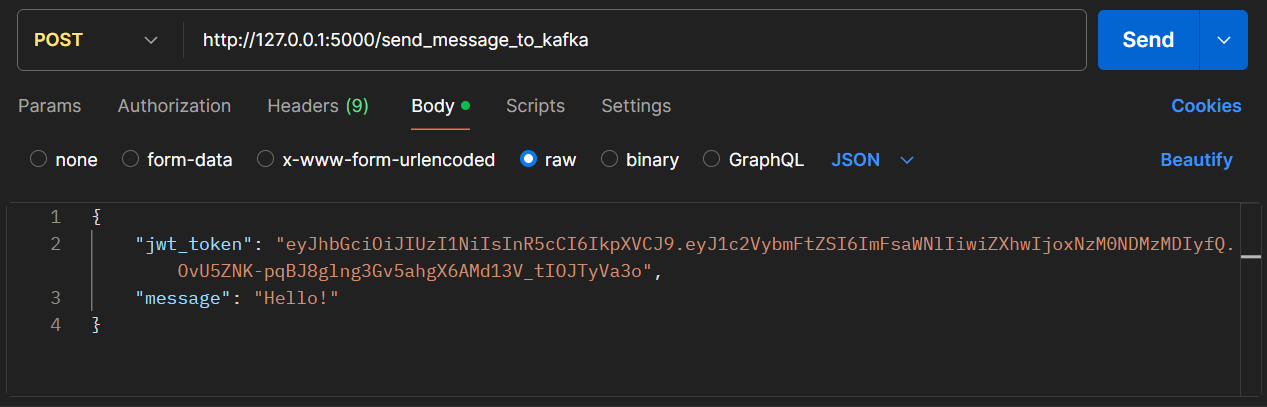 POST http://127.0.0.1:5000/send_message_to_kafka Send
Params Authorization Headers (9) Body Scripts Settings Cookies
none form-data x-www-form-urlencoded raw binary GraphQL JSON Beautify
1 {
2 "jwt_token": "eyJhbGciOiJIUzI1NiIsInR5cCI6IkpXVCJ9.eyJ1c2VybmFtZSI6ImFsaWNlIiwiZXhwIjoxNzM0NDMzMDIyfQ.
OvU5ZNK-pqBJ8glng3Gv5ahgX6AMd13V_tIOJTyVa3o",
3 "message": "Hello!"
4 }